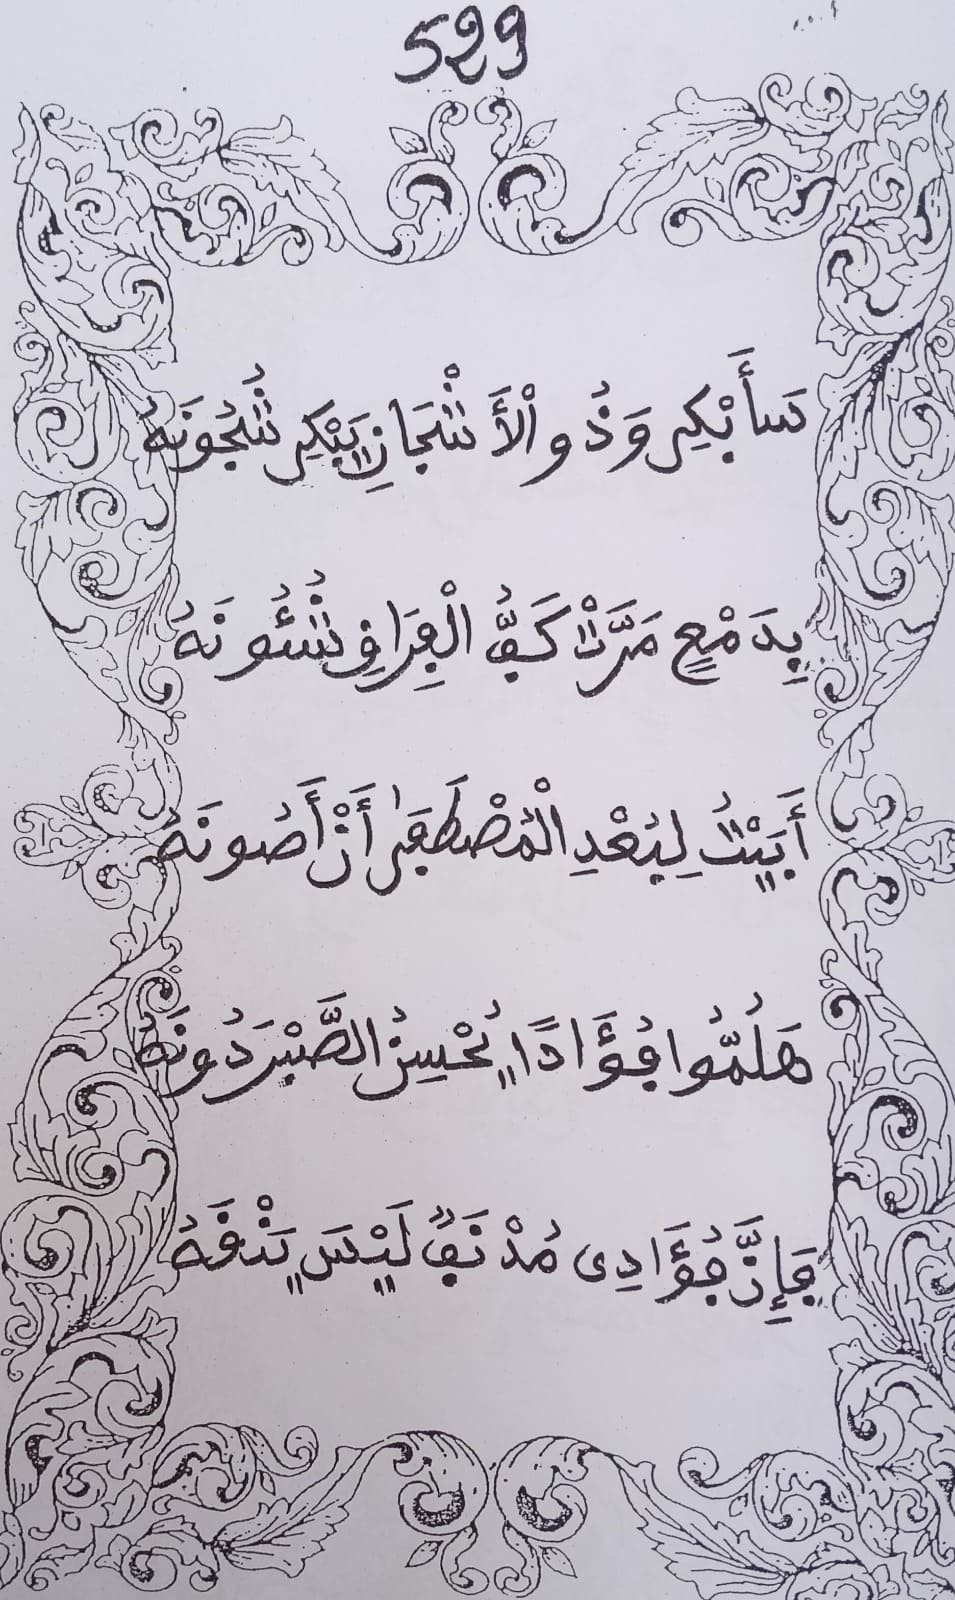 529
سَأَبْكِي وَذُو الْأَشْجَانِ يَبْكِي شُجُونَهُ
بِدَمْعٍ مَرَتْ كَفُّ الْفِرَاقِ شُئُونَهُ
أَبَيْتُ لِبُعْدِ الْمُصْطَفَى أَنْ أَصُونَهُ
هَلُمُّوا فُؤَادًا يُحْسِنُ الصَّبْرَ دُونَهُ
فَإِنَّ فُؤَادِي مُدْنَفٌ لَيْسَ يَنْقَهُ